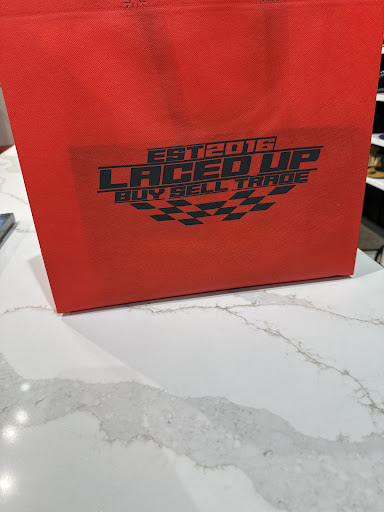 EST 2016
LACED UP
BUY SELL TRADE